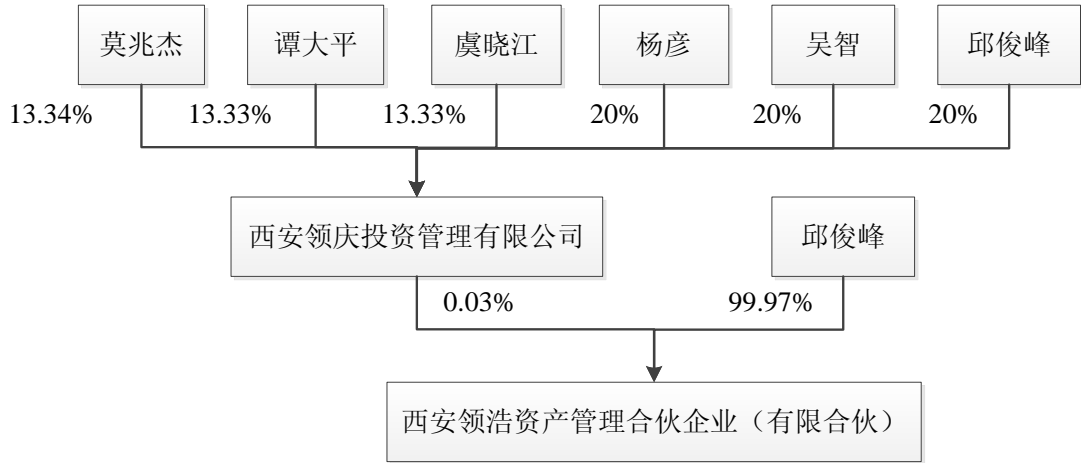 莫兆杰
谭大平
虞晓江
杨彦
吴智
邱俊峰
13.34%
13.33%
13.33%
20%
20%
20%
西安领庆投资管理有限公司
邱俊峰
0.03%
99.97%
西安领浩资产管理合伙企业（有限合伙）